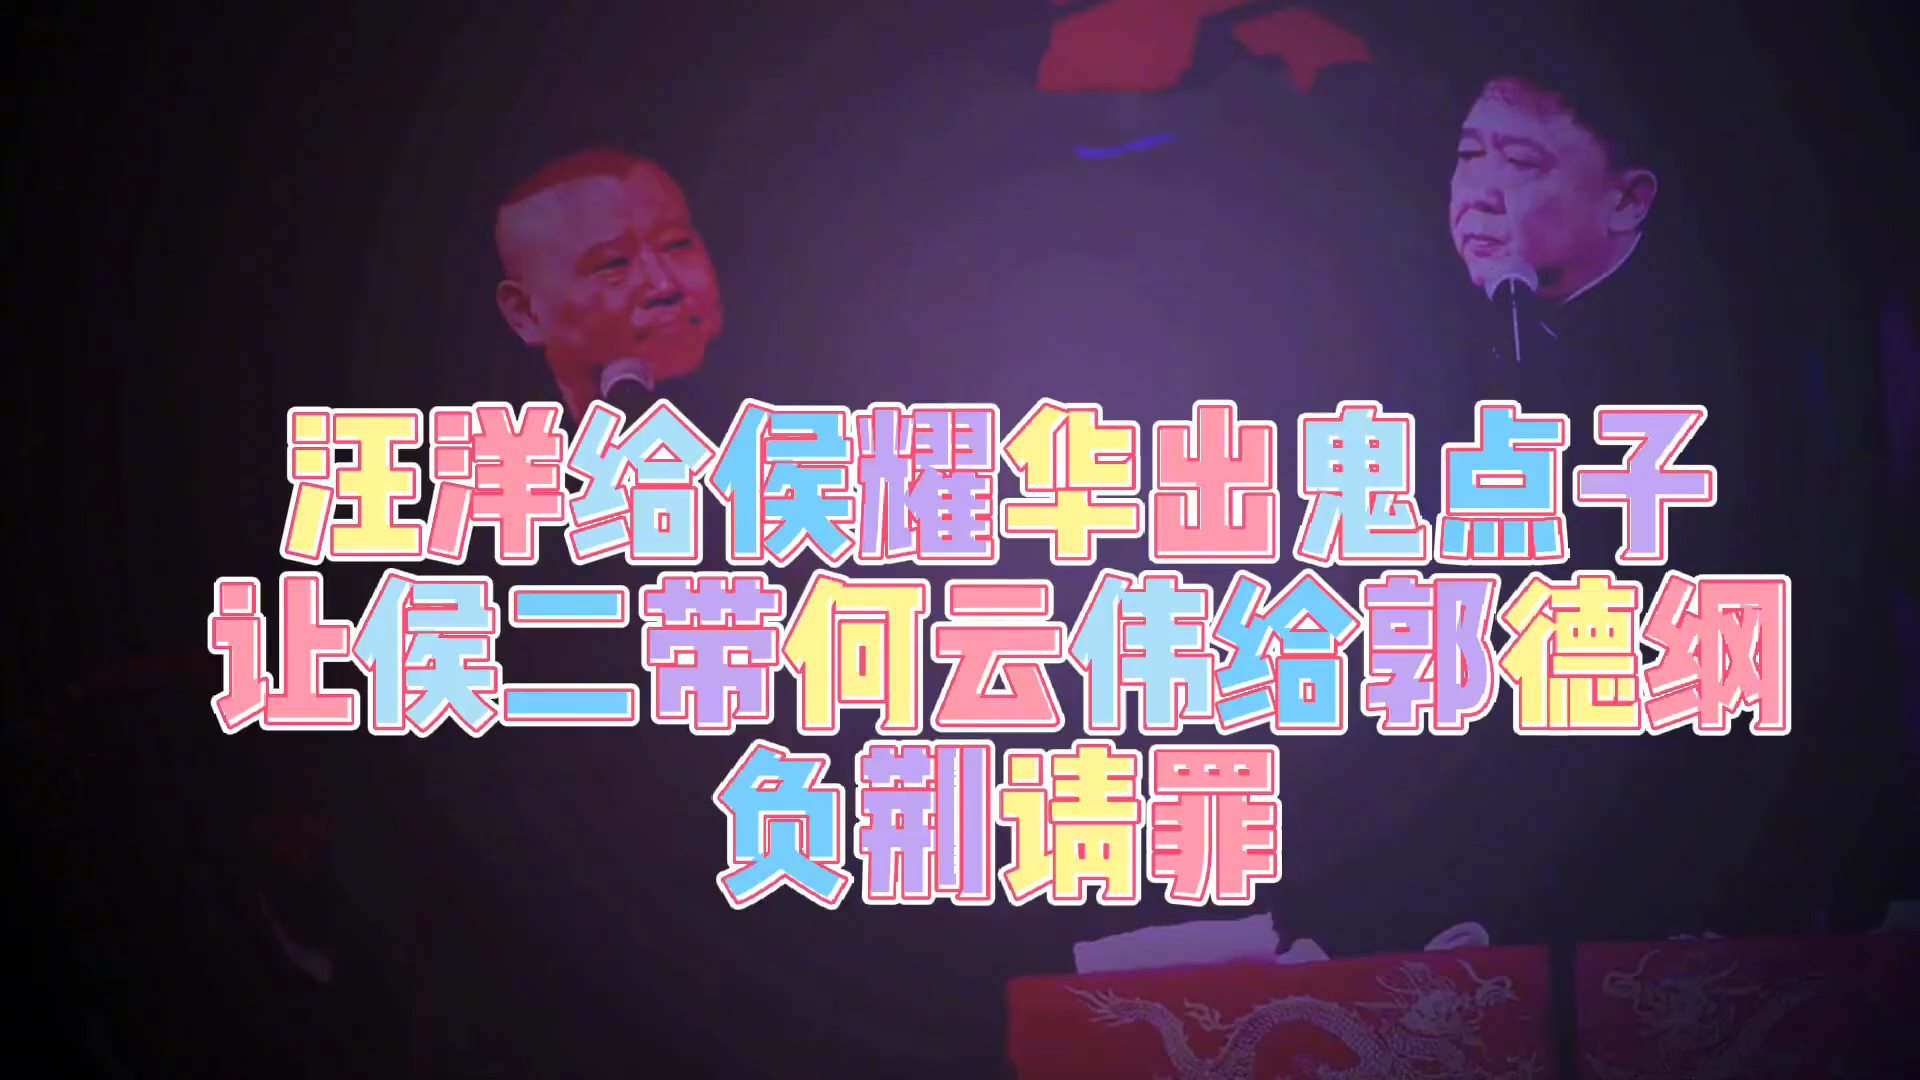 汪洋给侯耀华出鬼点子
让侯二带何云伟给郭德纲
负荆请罪